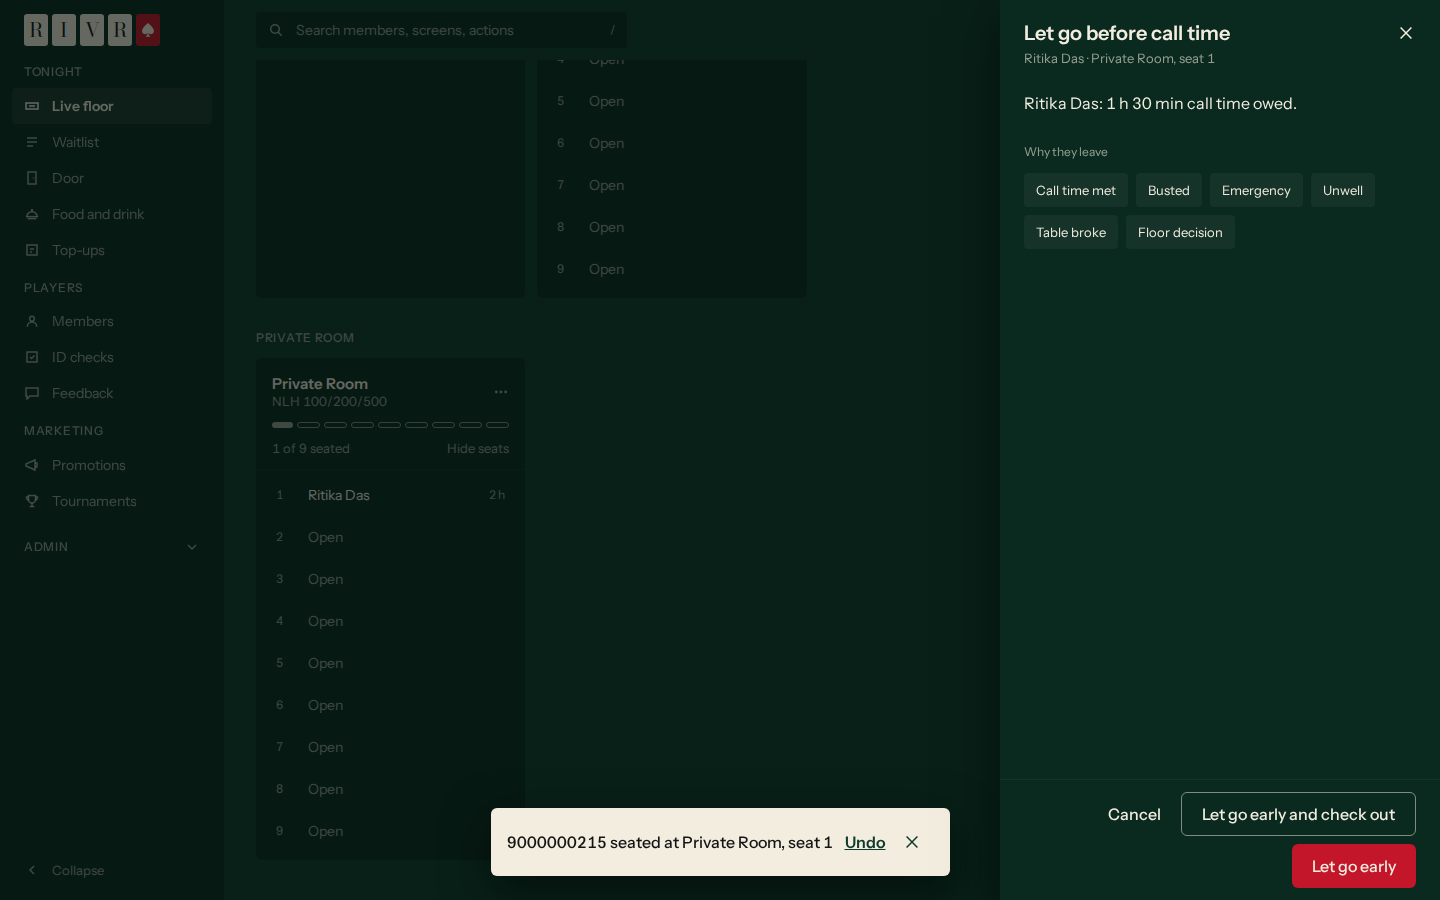 R I V R
TONIGHT
Live floor
Waitlist
Door
Food and drink
Top-ups
PLAYERS
Members
ID checks
Feedback
MARKETING
Promotions
Tournaments
ADMIN
Collapse
Search members, screens, actions /
4 Open
5 Open
6 Open
7 Open
8 Open
9 Open
PRIVATE ROOM
Private Room
NLH 100/200/500
1 of 9 seated Hide seats
1 Ritika Das 2 h
2 Open
3 Open
4 Open
5 Open
6 Open
7 Open
8 Open
9 Open
9000000215 seated at Private Room, seat 1 Undo
Let go before call time
Ritika Das · Private Room, seat 1
Ritika Das: 1 h 30 min call time owed.
Why they leave
Call time met Busted Emergency Unwell
Table broke Floor decision
Cancel Let go early and check out
Let go early